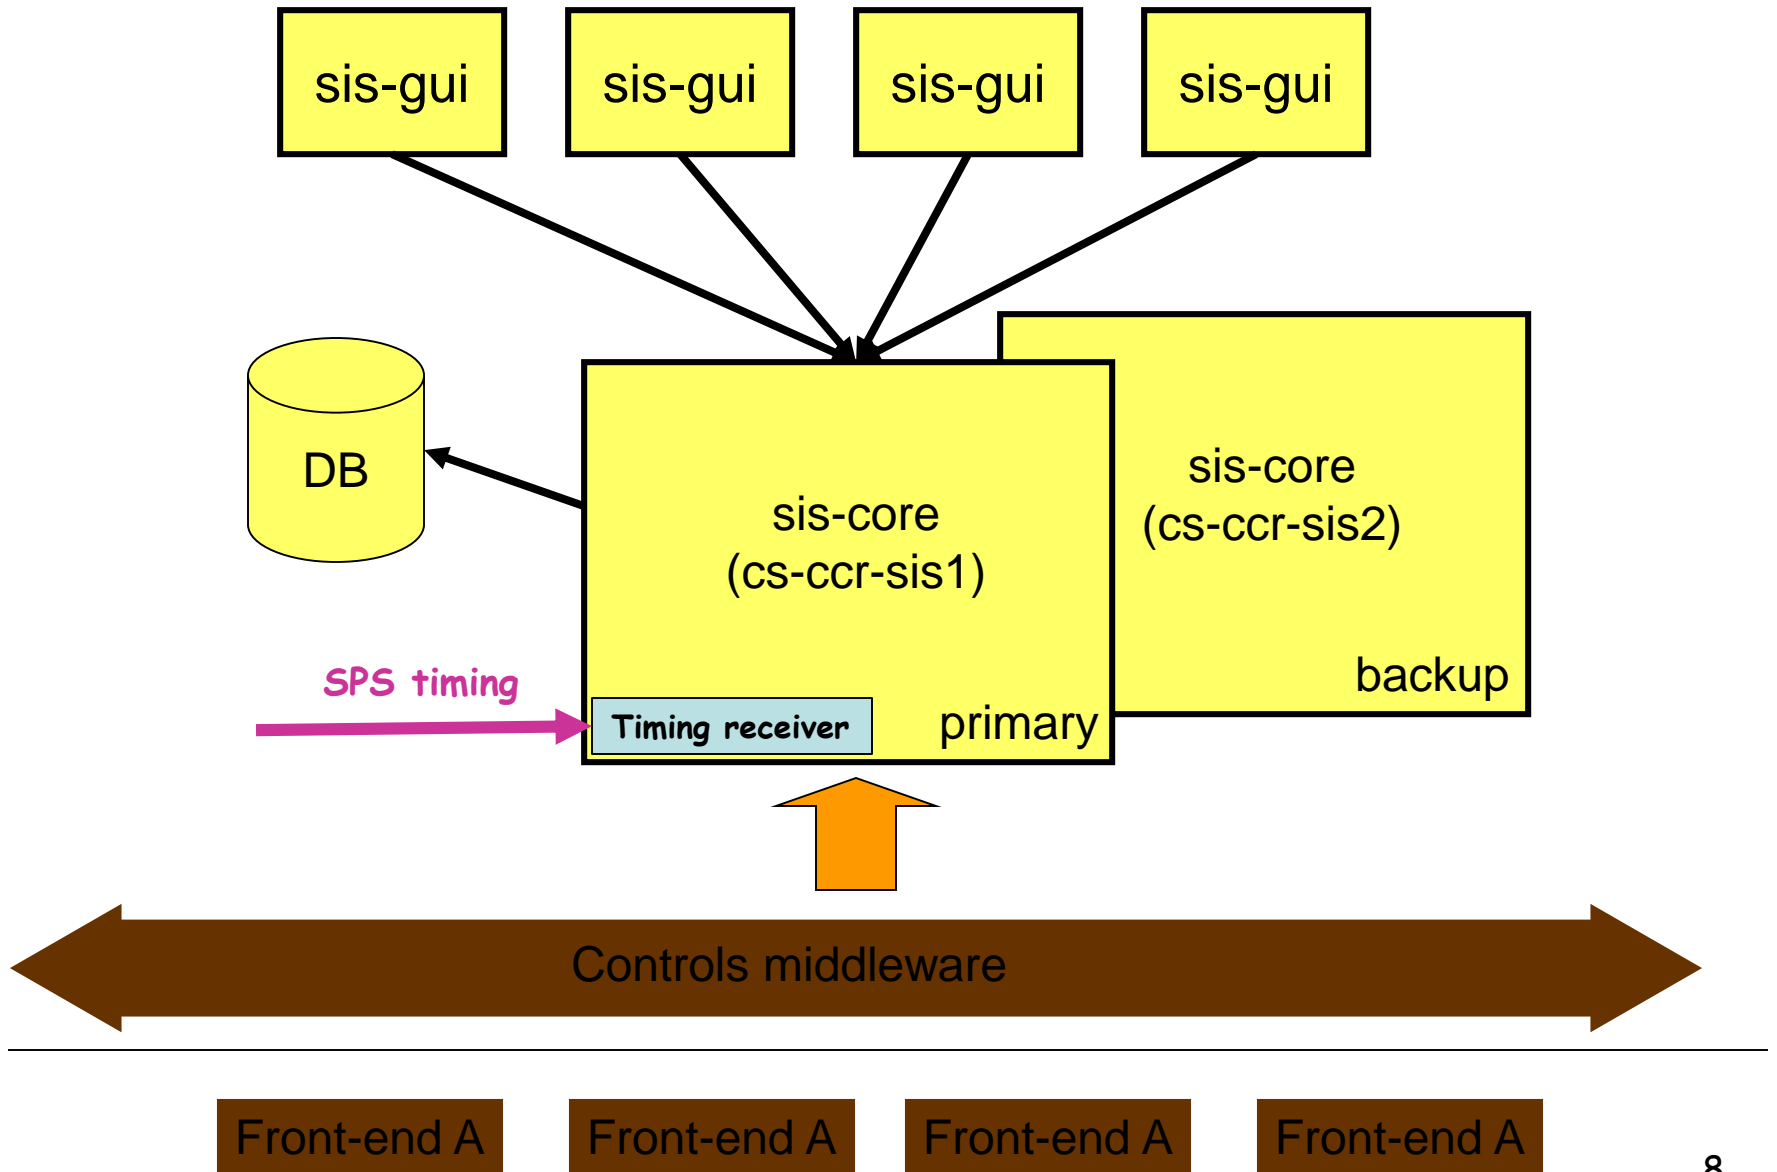 sis-gui
sis-gui
sis-gui
sis-gui
DB
sis-core
(cs-ccr-sis1)
sis-core
(cs-ccr-sis2)
backup
SPS timing
Timing receiver
primary
Controls middleware
Front-end A
Front-end A
Front-end A
Front-end A
8